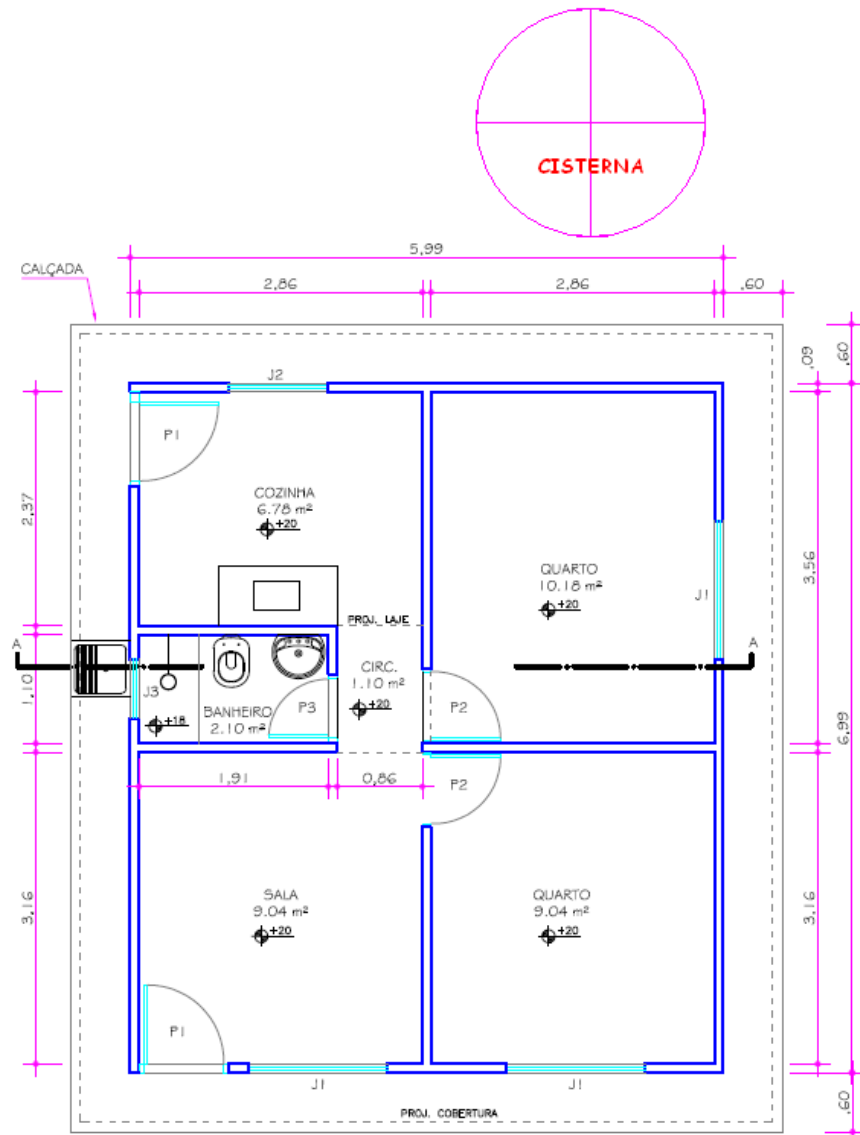 CISTERNA
5,99
CALÇADA
2,86
2,86
,60
,60
,09
J2
P1
2,37
COZINHA
6.78 m²
+20
QUARTO
10.18 m²
+20
3,56
J1
PROJ. LAJE
A
A
CIRC.
1.10 m²
+20
1,10
J3
BANHEIRO
2.10 m²
+18
P3
P2
6,99
1,91
0,86
P2
3,16
SALA
9.04 m²
+20
QUARTO
9.04 m²
+20
3,16
P1
J1
J1
PROJ. COBERTURA
,60